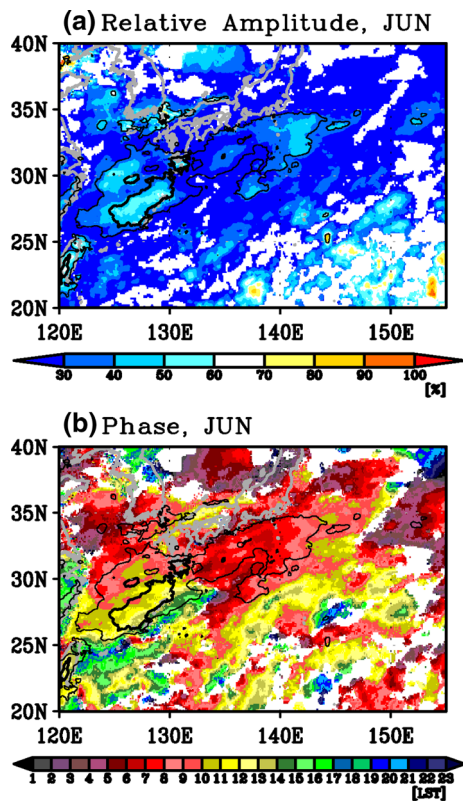 (a) Relative Amplitude, JUN
40N
35N
30N
25N
20N
120E 130E 140E 150E
30 40 50 60 70 80 90 100
[%]
(b) Phase, JUN
40N
35N
30N
25N
20N
120E 130E 140E 150E
1 2 3 4 5 6 7 8 9 10 11 12 13 14 15 16 17 18 19 20 21 22 23
[LST]